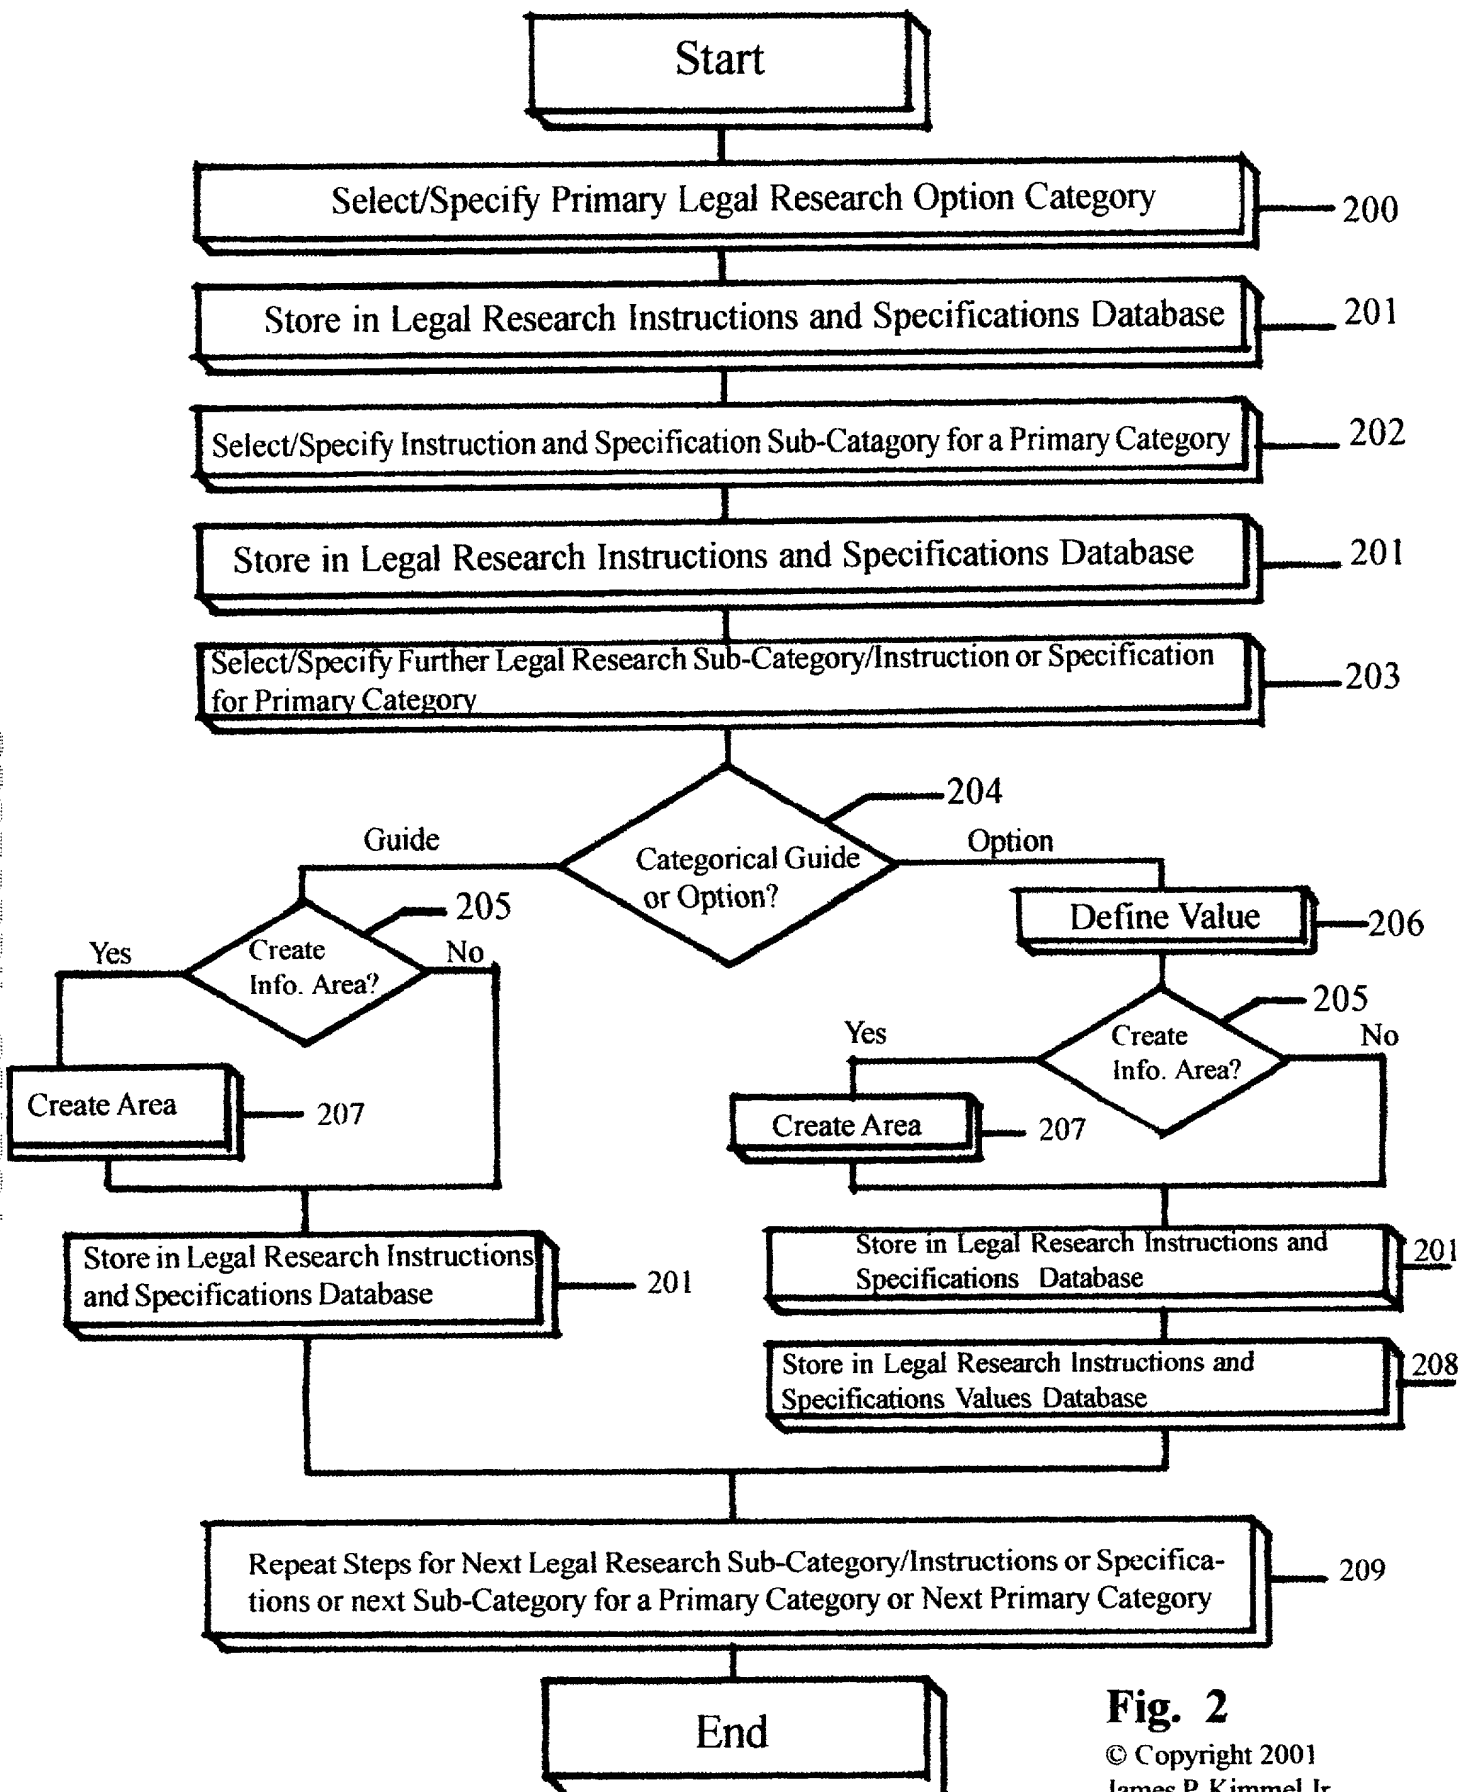 Start
Select/Specify Primary Legal Research Option Category
200
Store in Legal Research Instructions and Specifications Database
201
Select/Specify Instruction and Specification Sub-Catagory for a Primary Category
202
Store in Legal Research Instructions and Specifications Database
201
Select/Specify Further Legal Research Sub-Category/Instruction or Specification
for Primary Category
203
204
Categorical Guide
or Option?
Guide
Option
205
Create
Info. Area?
Yes
No
Define Value
206
205
Create
Info. Area?
Yes
No
Create Area
207
Create Area
207
Store in Legal Research Instructions
and Specifications Database
201
Store in Legal Research Instructions and
Specifications Database
201
Store in Legal Research Instructions and
Specifications Values Database
208
Repeat Steps for Next Legal Research Sub-Category/Instructions or Specifica-
tions or next Sub-Category for a Primary Category or Next Primary Category
209
End
Fig. 2
© Copyright 2001
James P. Kimmel Jr.